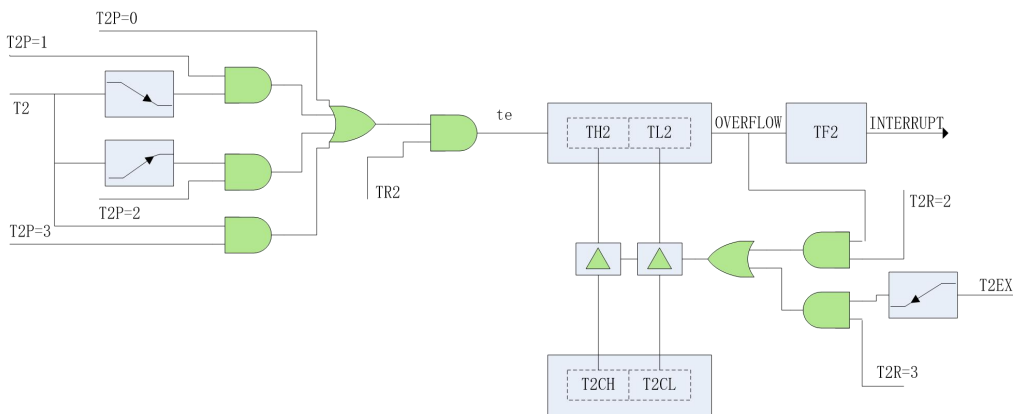 T2P=0
T2P=1
T2
T2P=2
T2P=3
TR2
te
TH2 TL2
OVERFLOW
TF2
INTERRUPT
T2R=2
T2EX
T2R=3
T2CH T2CL